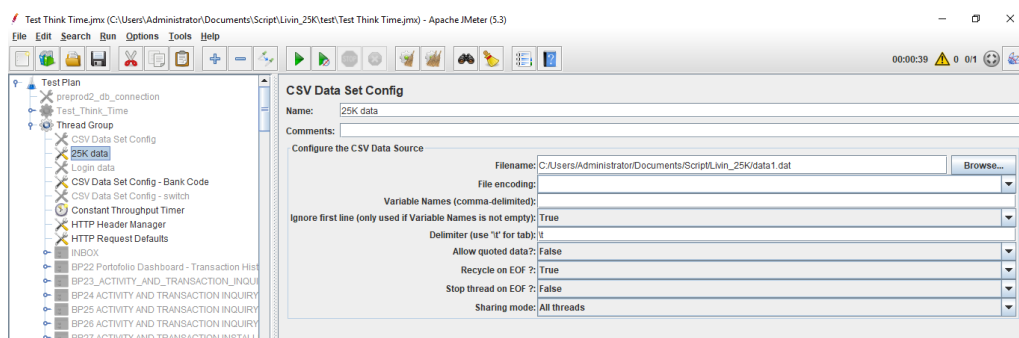 Test Think Time.jmx (C:\Users\Administrator\Documents\Script\Livin_25K\test\Test Think Time.jmx) - Apache JMeter (5.3)
File Edit Search Run Options Tools Help
00:00:39 0 0/1
Test Plan
preprod2_db_connection
Test_Think_Time
Thread Group
CSV Data Set Config
25K data
Login data
CSV Data Set Config - Bank Code
CSV Data Set Config - switch
Constant Throughput Timer
HTTP Header Manager
HTTP Request Defaults
INBOX
BP22 Portofolio Dashboard - Transaction Hist
BP23_ACTIVITY_AND_TRANSACTION_INQUI
BP24 ACTIVITY AND TRANSACTION INQUIRY
BP25 ACTIVITY AND TRANSACTION INQUIRY
BP26 ACTIVITY AND TRANSACTION INQUIRY
BP27 ACTIVITY AND TRANSACTION INSTALL
CSV Data Set Config
Name: 25K data
Comments:
Configure the CSV Data Source
Filename: C:/Users/Administrator/Documents/Script/Livin_25K/data1.dat Browse...
File encoding:
Variable Names (comma-delimited):
Ignore first line (only used if Variable Names is not empty): True
Delimiter (use '\t' for tab): \t
Allow quoted data?: False
Recycle on EOF ?: True
Stop thread on EOF ?: False
Sharing mode: All threads